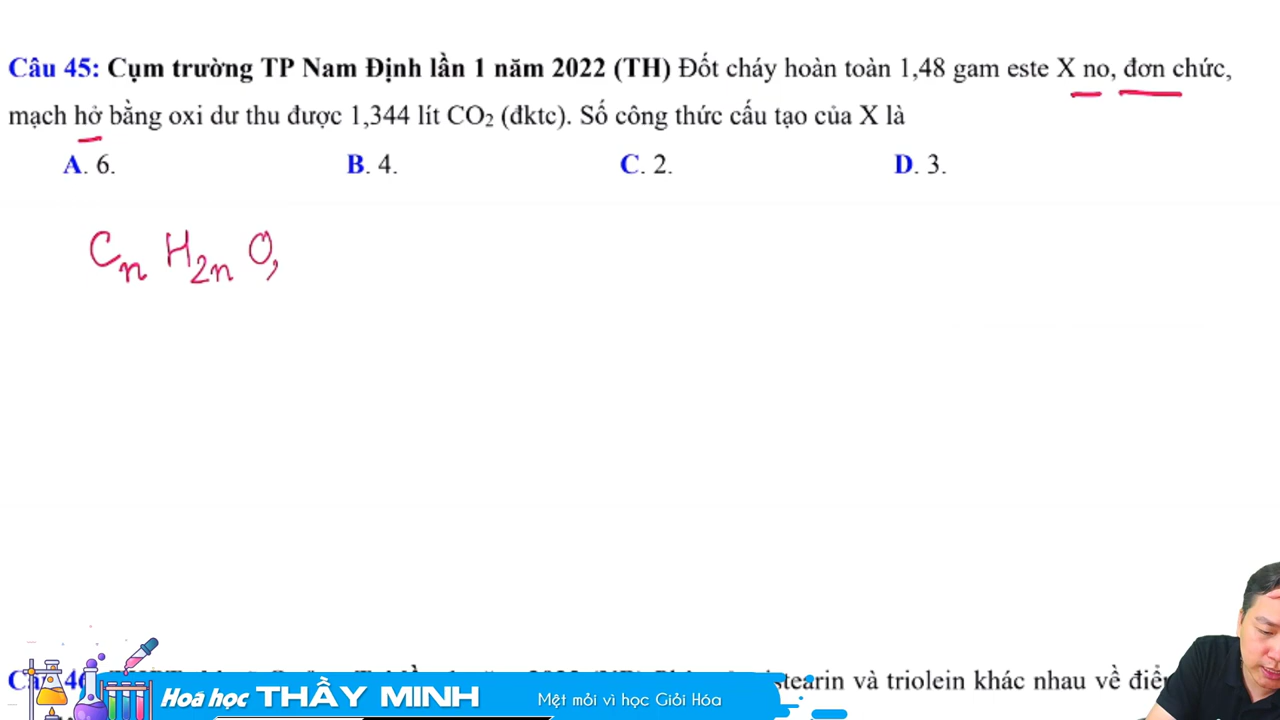 Câu 45: Cụm trường TP Nam Định lần 1 năm 2022 (TH) Đốt cháy hoàn toàn 1,48 gam este X no, đơn chức,
mạch hở bằng oxi dư thu được 1,344 lít CO₂ (đktc). Số công thức cấu tạo của X là
A. 6. B. 4. C. 2. D. 3.
CₙH₂ₙO
stearin và triolein khác nhau về
Hoá học THẦY MINH Mệt mỏi vì học Giỏi Hóa